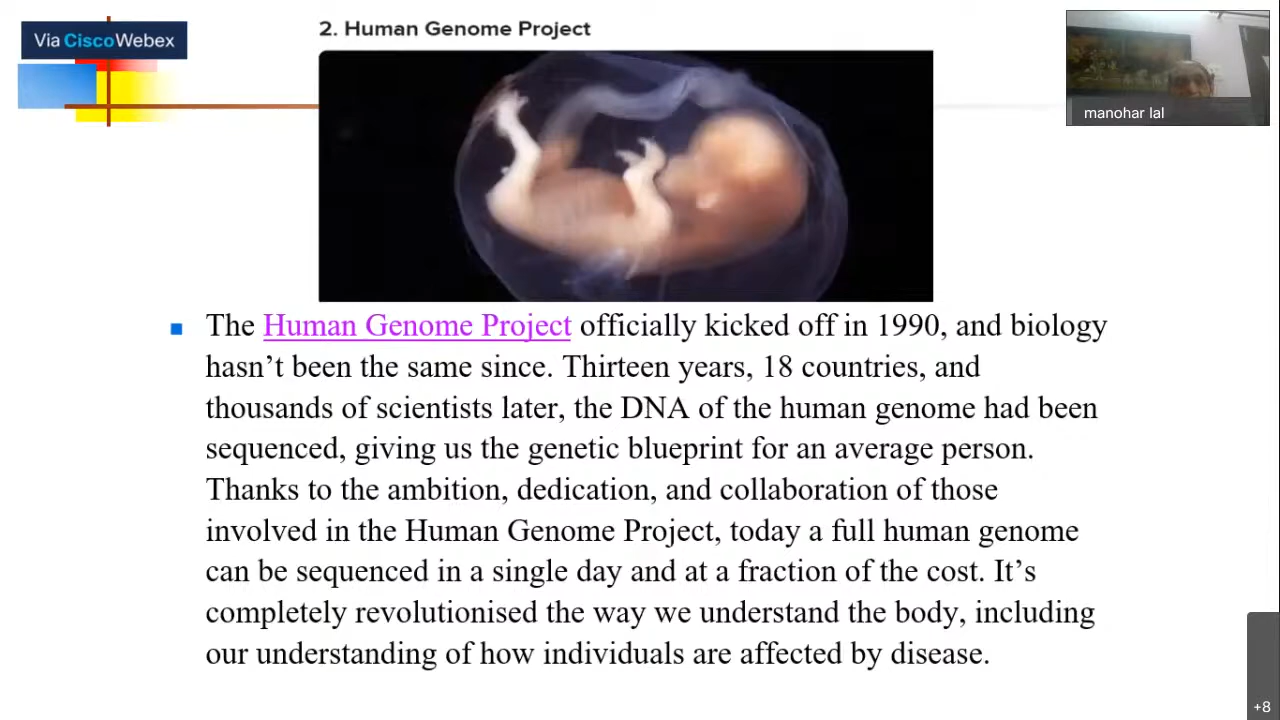 Via CiscoWebex
2. Human Genome Project
manohar lal
The Human Genome Project officially kicked off in 1990, and biology
hasn’t been the same since. Thirteen years, 18 countries, and
thousands of scientists later, the DNA of the human genome had been
sequenced, giving us the genetic blueprint for an average person.
Thanks to the ambition, dedication, and collaboration of those
involved in the Human Genome Project, today a full human genome
can be sequenced in a single day and at a fraction of the cost. It’s
completely revolutionised the way we understand the body, including
our understanding of how individuals are affected by disease.
+8